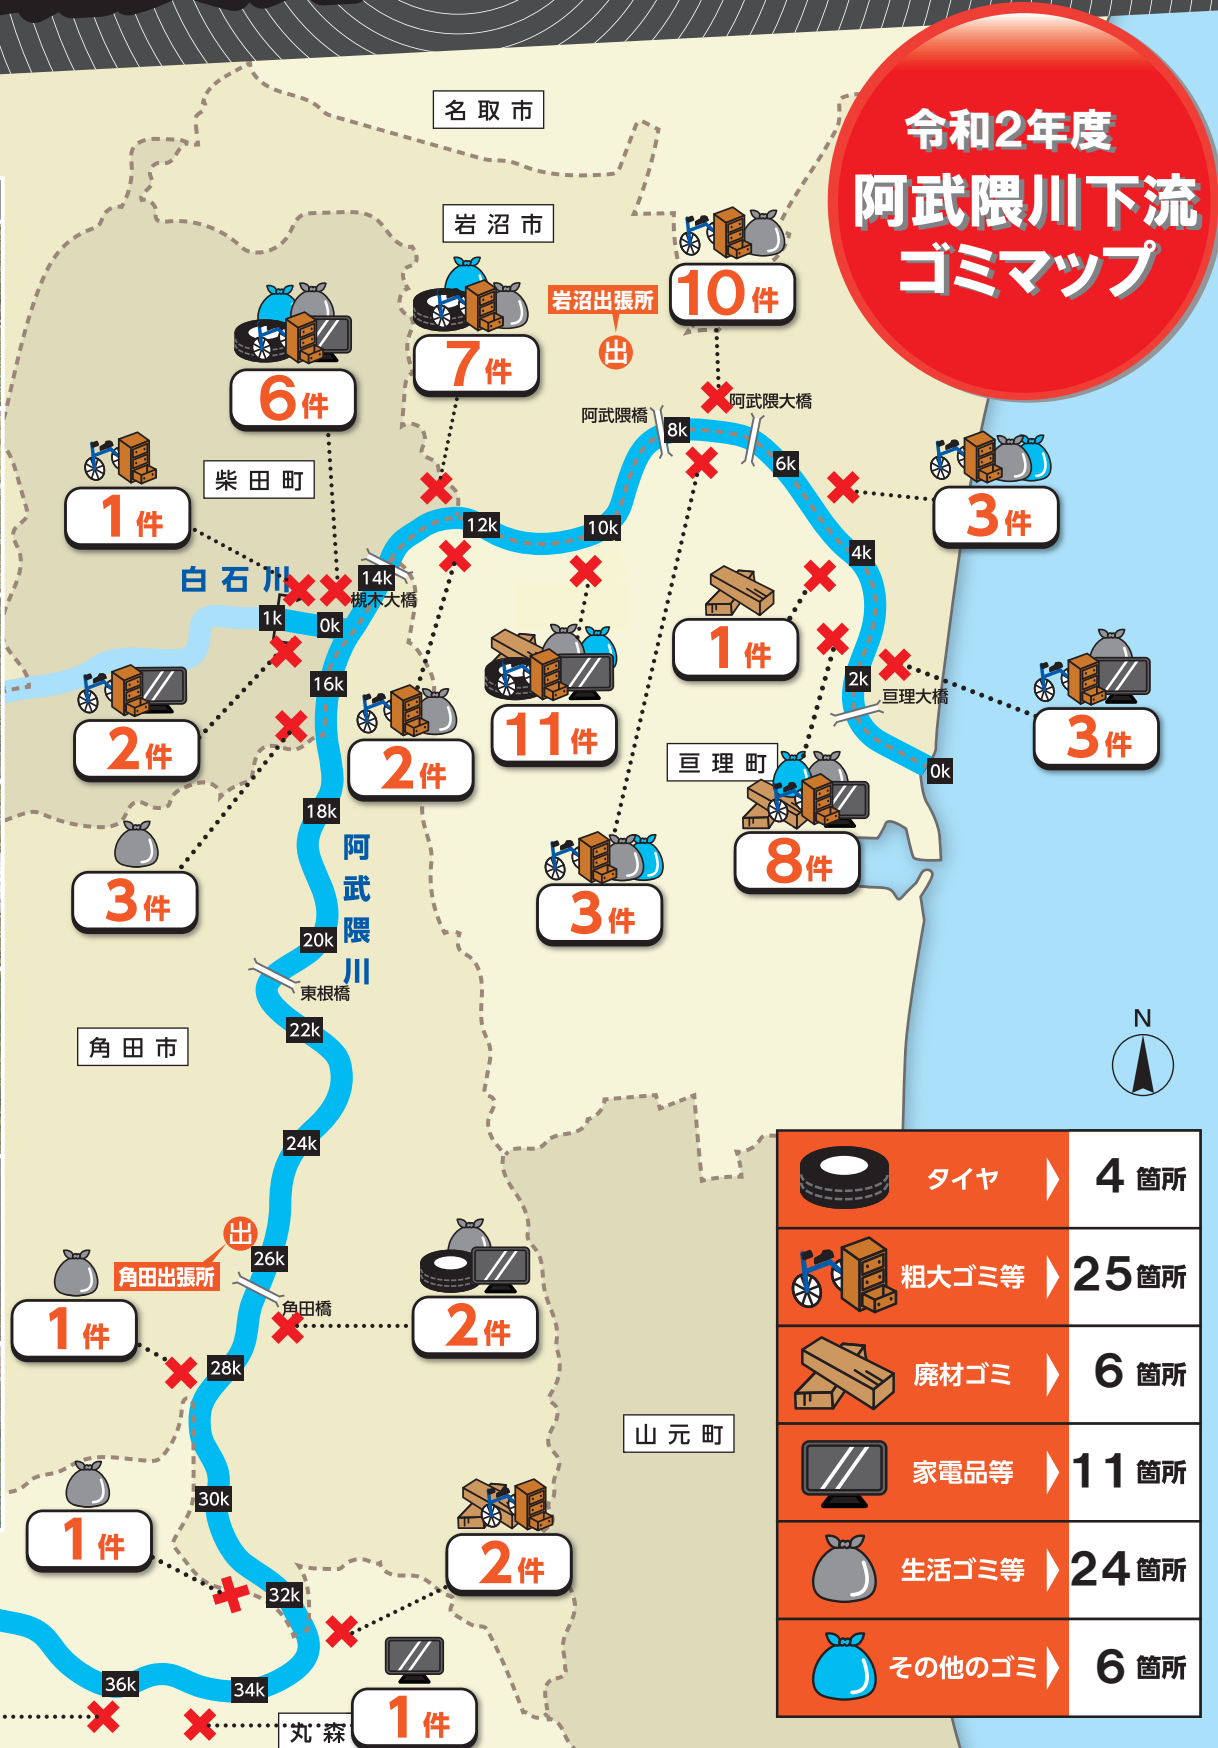 令和2年度
阿武隈川下流
ゴミマップ
名取市
岩沼市
10件
岩沼出張所
出
7件
6件
阿武隈橋
阿武隈大橋
8k
6k
柴田町
1件
3件
12k
10k
4k
白石川
14k
槻木大橋
1k
0k
1件
16k
2k
亘理大橋
2件
2件
11件
亘理町
3件
0k
18k
阿武隈川
8件
3件
3件
20k
東根橋
22k
角田市
N
24k
タイヤ
4箇所
出
26k
角田出張所
角田橋
粗大ゴミ等
25箇所
1件
2件
28k
廃材ゴミ
6箇所
山元町
家電品等
11箇所
30k
1件
2件
32k
生活ゴミ等
24箇所
36k
34k
その他のゴミ
6箇所
丸森
1件